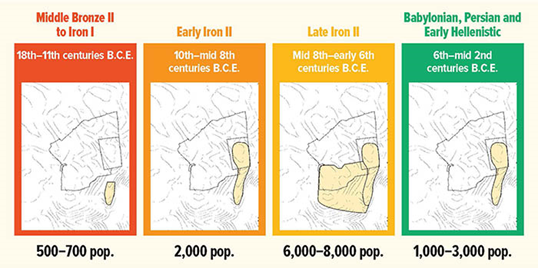 Middle Bronze II
to Iron I
18th–11th centuries B.C.E.
500–700 pop.
Early Iron II
10th–mid 8th
centuries B.C.E.
2,000 pop.
Late Iron II
Mid 8th–early 6th
centuries B.C.E.
6,000–8,000 pop.
Babylonian, Persian and
Early Hellenistic
6th–mid 2nd
centuries B.C.E.
1,000–3,000 pop.